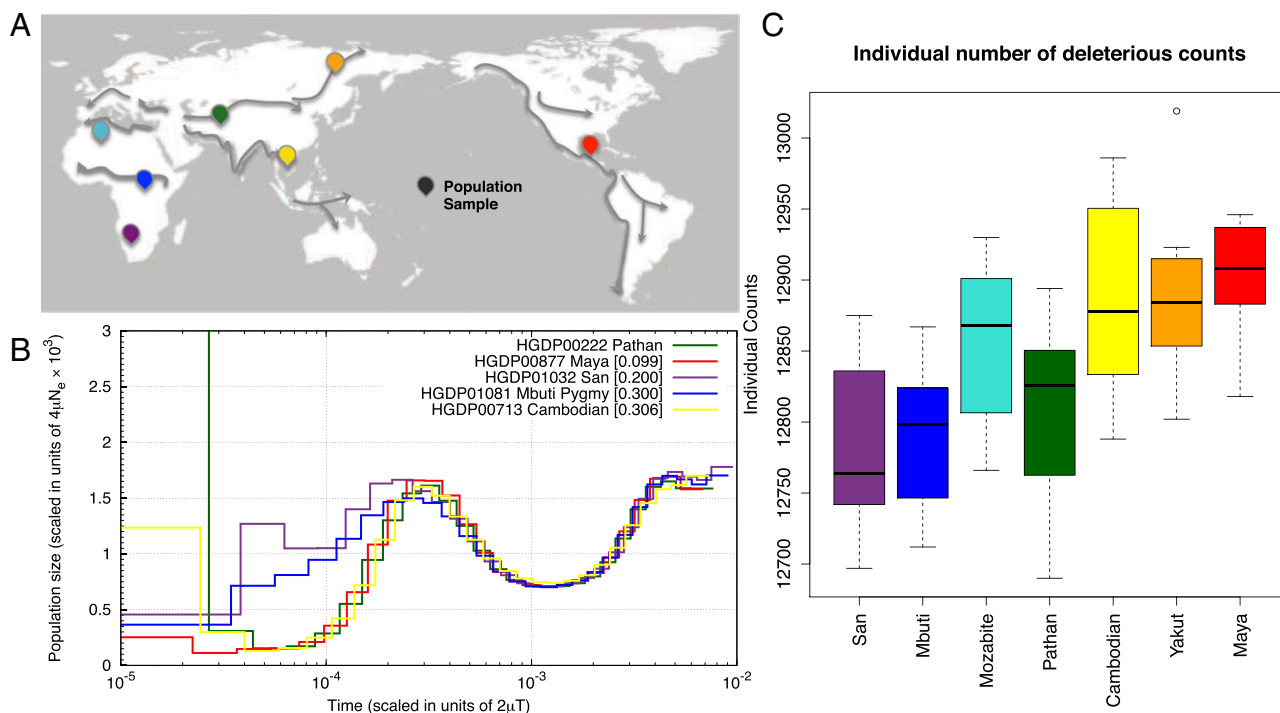 A
Population
Sample
B
3
2.5
2
1.5
1
0.5
0
Population size (scaled in units of 4μNₑ × 10³)
HGDP00222 Pathan
HGDP00877 Maya [0.099]
HGDP01032 San [0.200]
HGDP01081 Mbuti Pygmy [0.300]
HGDP00713 Cambodian [0.306]
10⁻⁵
10⁻⁴
10⁻³
10⁻²
Time (scaled in units of 2μT)
C
Individual number of deleterious counts
Individual Counts
13000
12950
12900
12850
12800
12750
12700
San
Mbuti
Mozabite
Pathan
Cambodian
Yakut
Maya